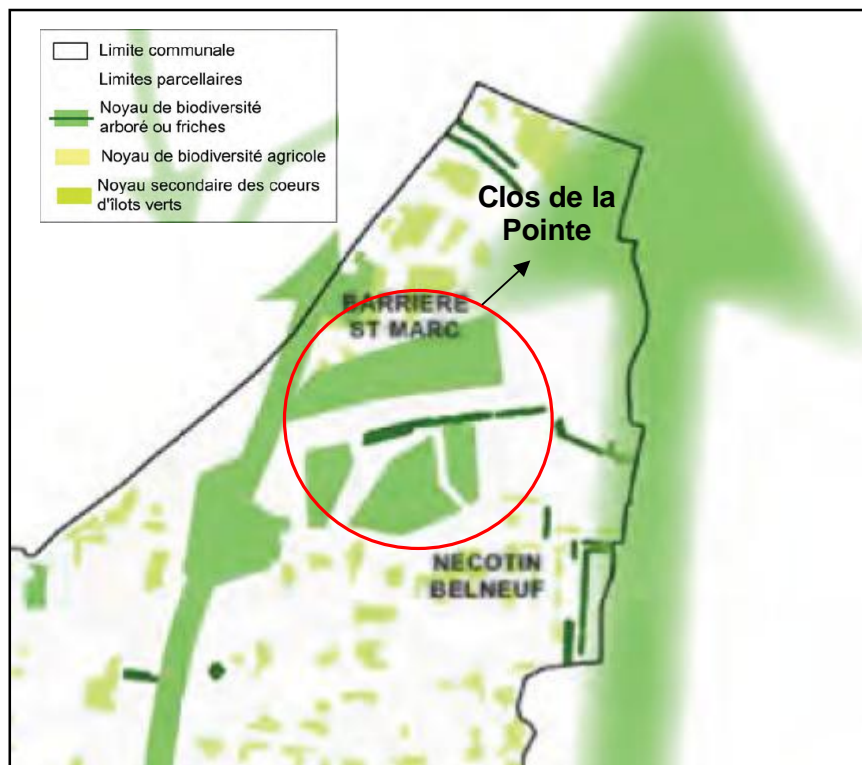 Limite communale
Limites parcellaires
Noyau de biodiversité
arboré ou friches
Noyau de biodiversité agricole
Noyau secondaire des coeurs
d'îlots verts
Clos de la
Pointe
BARRIERE
ST MARC
NECOTIN
BELNEUF